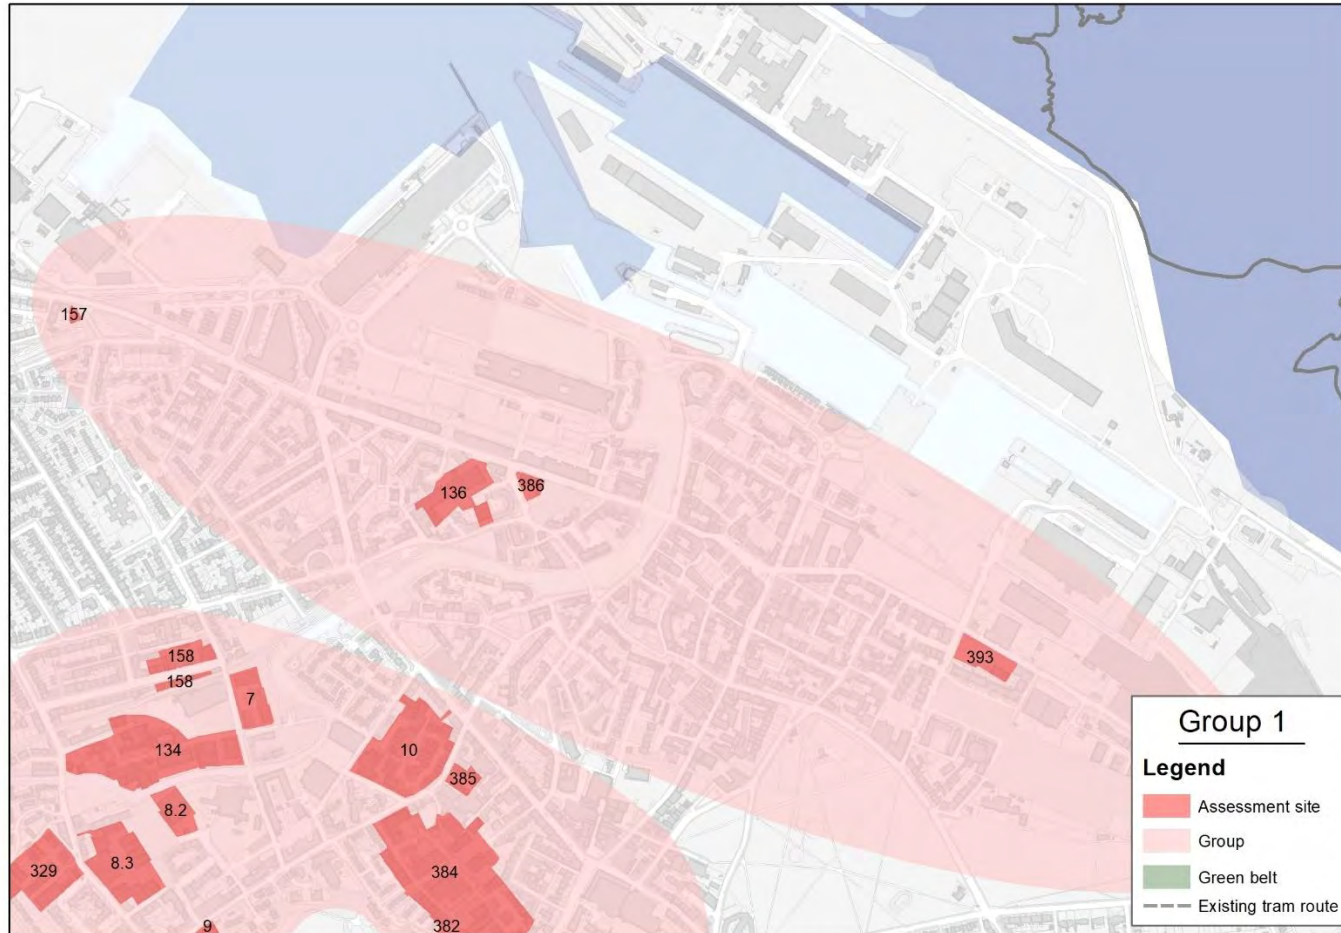 157
136
386
393
158
158
7
134
10
385
8.2
8.3
329
384
9
382
Group 1
Legend
Assessment site
Group
Green belt
Existing tram route